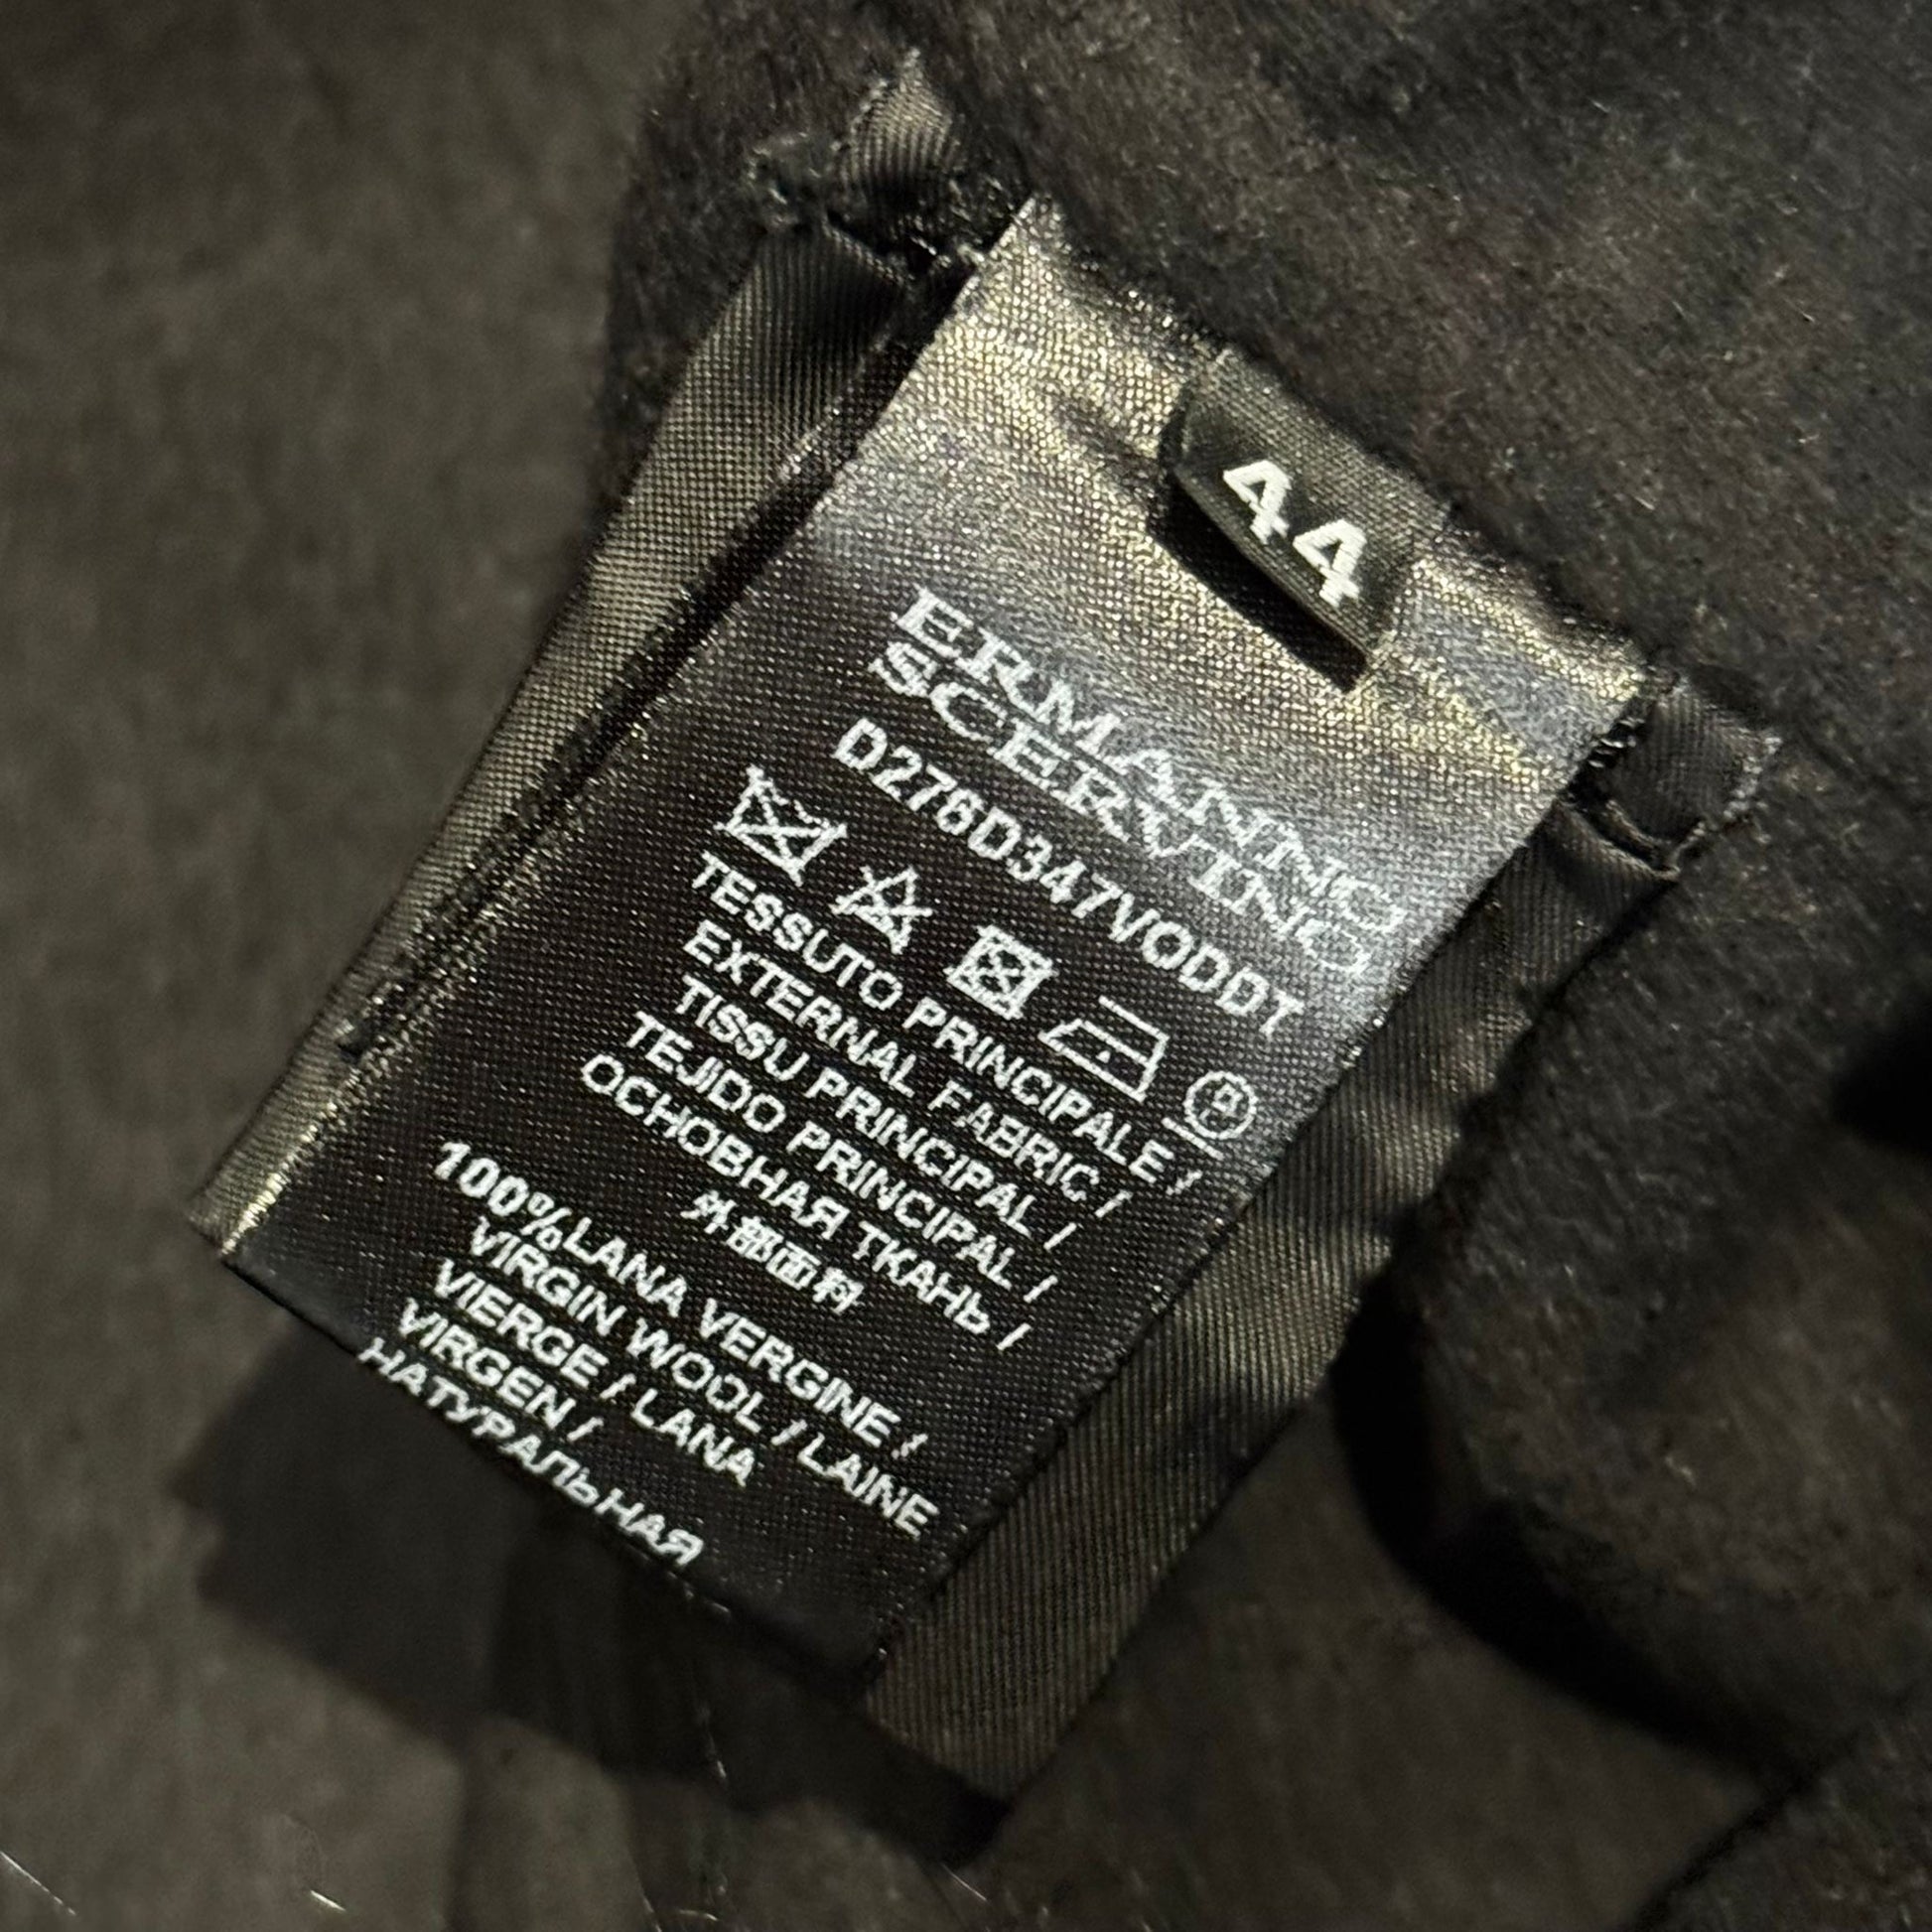 44
ERMANNO
SCERVINO
D276D347VQDDT
P
TESSUTO PRINCIPALE /
EXTERNAL FABRIC /
TISSU PRINCIPAL /
TEJIDO PRINCIPAL /
ОСНОВНАЯ ТКАНЬ /
外部面料
100%LANA VERGINE /
VIRGIN WOOL / LAINE
VIERGE / LANA
VIRGEN /
НАТУРАЛЬНАЯ